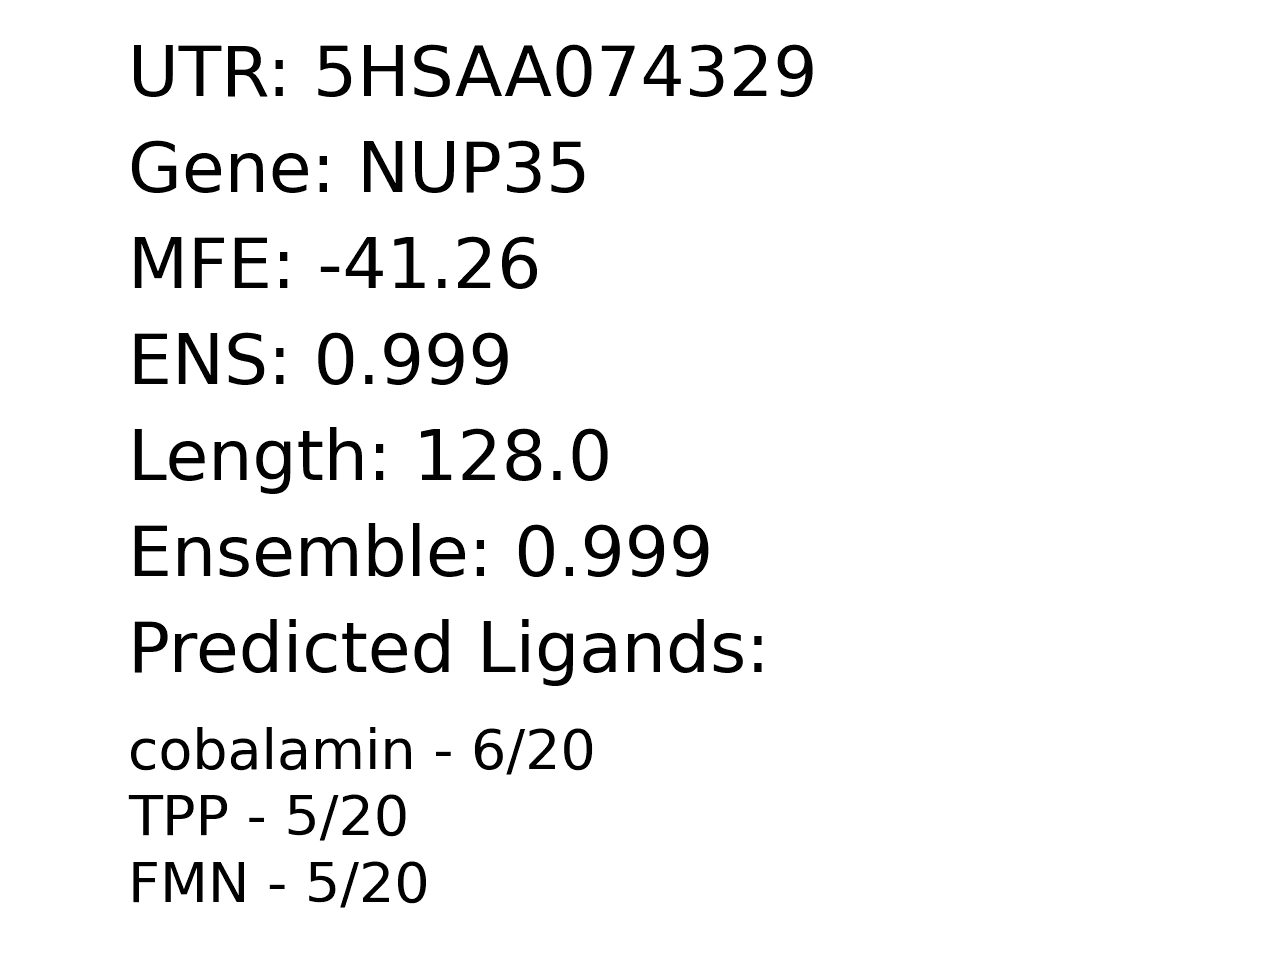 UTR: 5HSAA074329
Gene: NUP35
MFE: -41.26
ENS: 0.999
Length: 128.0
Ensemble: 0.999
Predicted Ligands:
cobalamin - 6/20
TPP - 5/20
FMN - 5/20